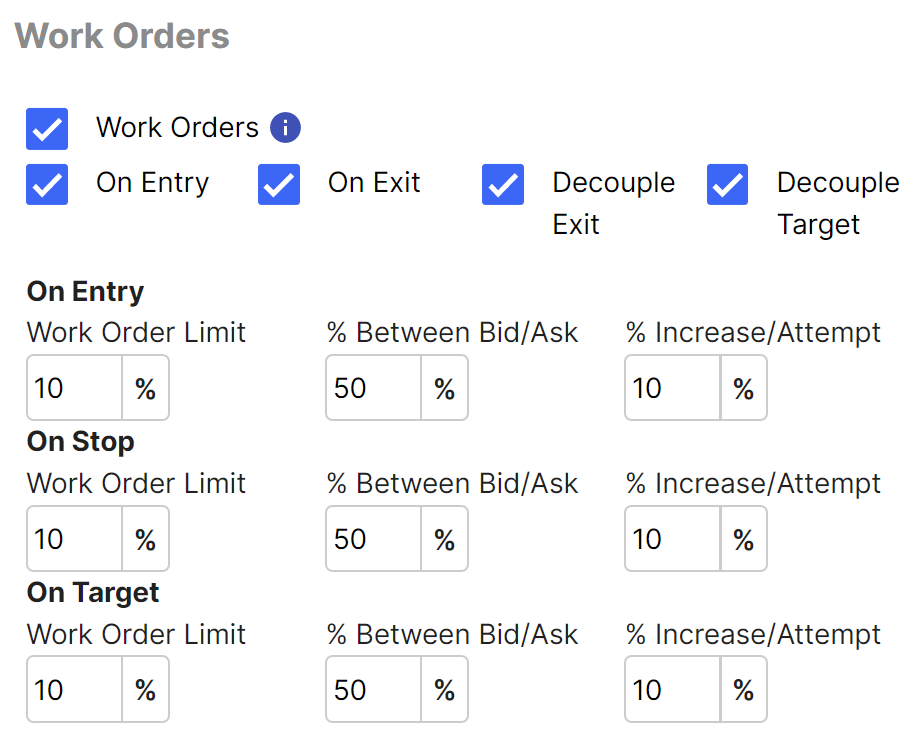 Work Orders
Work Orders i
On Entry On Exit Decouple Exit Decouple Target
On Entry
Work Order Limit % Between Bid/Ask % Increase/Attempt
10 % 50 % 10 %
On Stop
Work Order Limit % Between Bid/Ask % Increase/Attempt
10 % 50 % 10 %
On Target
Work Order Limit % Between Bid/Ask % Increase/Attempt
10 % 50 % 10 %